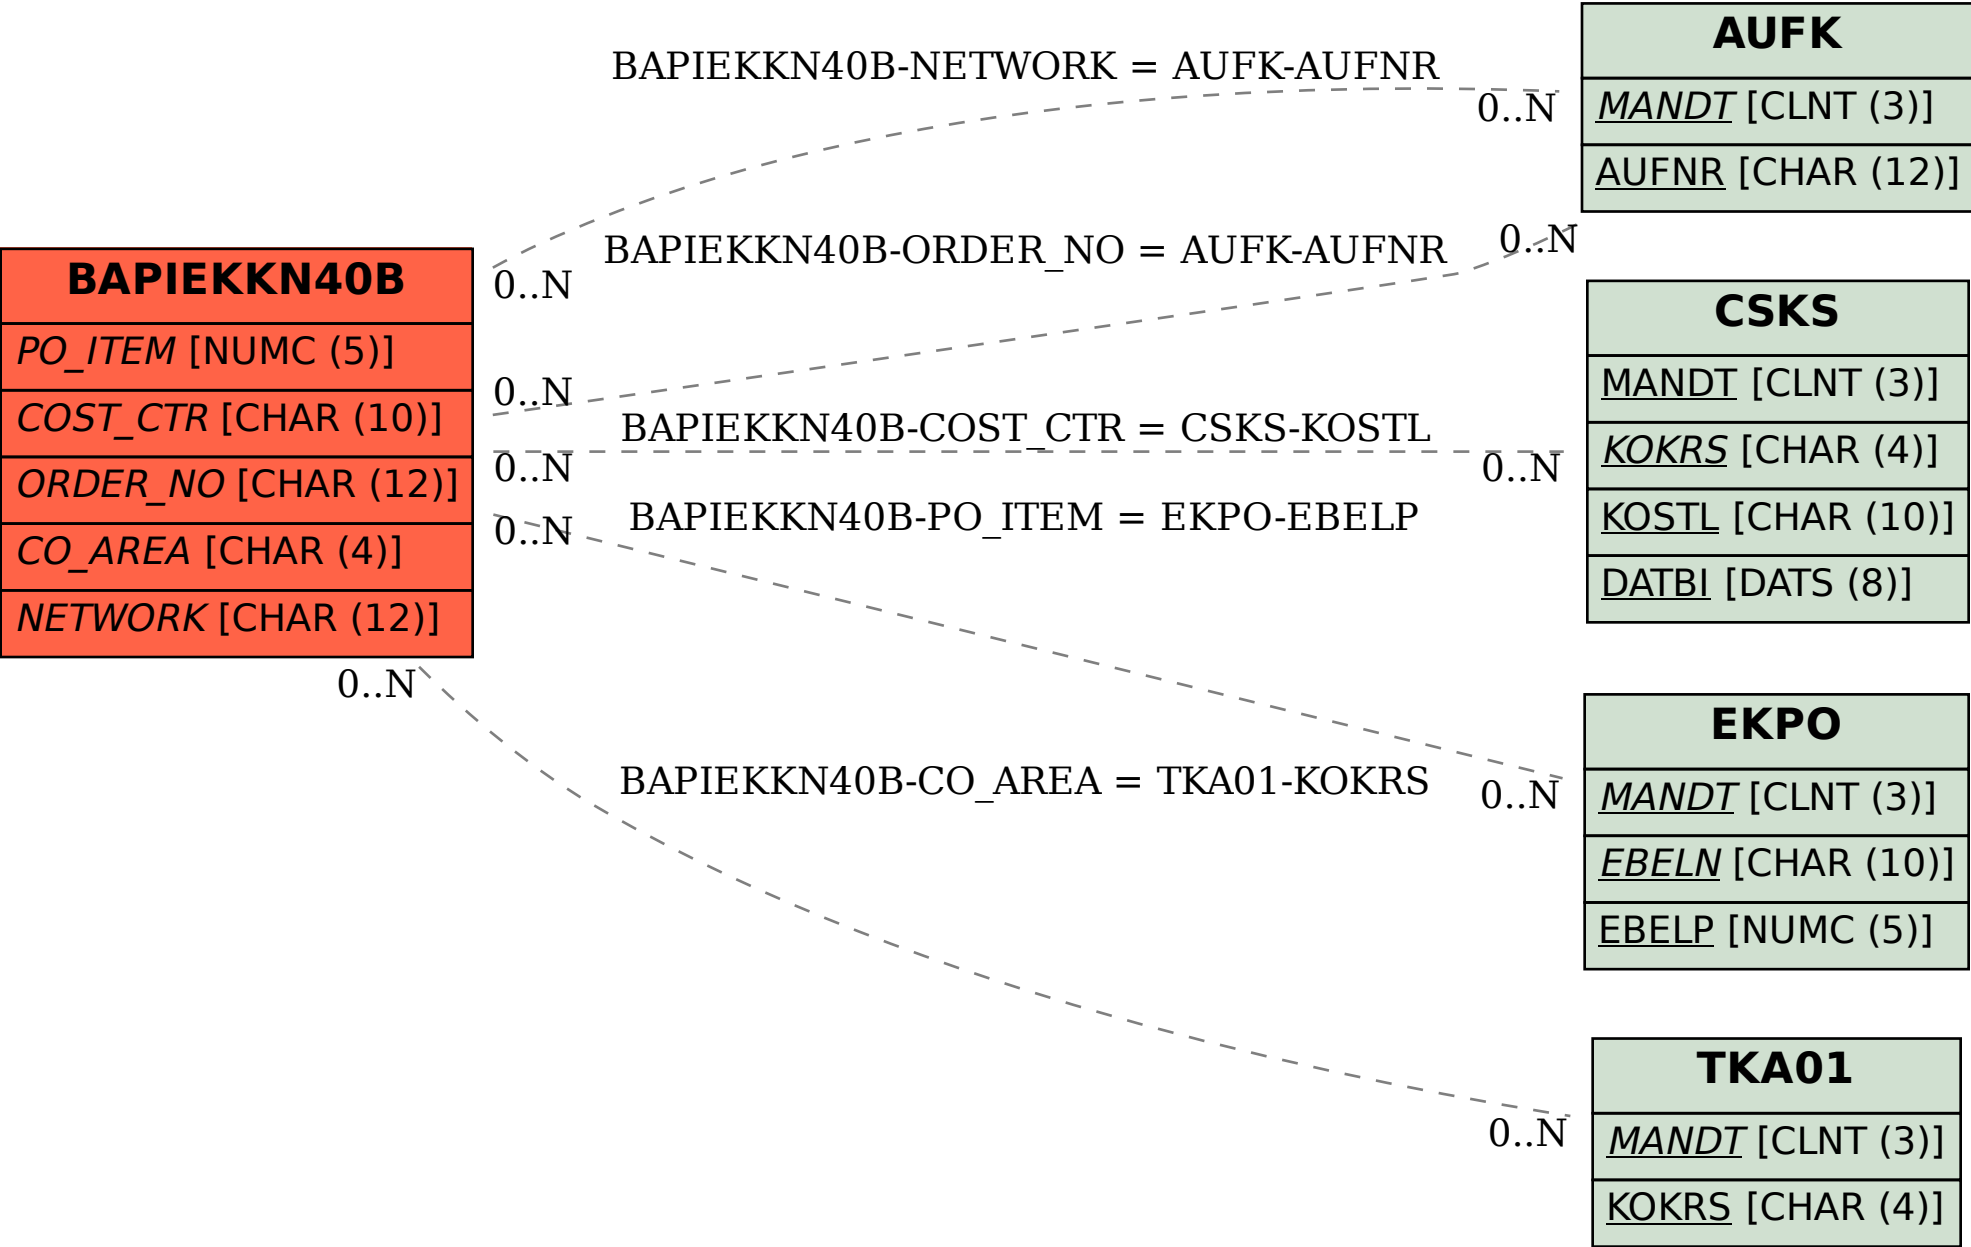 BAPIEKKN40B
PO_ITEM [NUMC (5)]
COST_CTR [CHAR (10)]
ORDER_NO [CHAR (12)]
CO_AREA [CHAR (4)]
NETWORK [CHAR (12)]
BAPIEKKN40B-NETWORK = AUFK-AUFNR
0..N
0..N
BAPIEKKN40B-ORDER_NO = AUFK-AUFNR
0..N
0..N
BAPIEKKN40B-COST_CTR = CSKS-KOSTL
0..N
0..N
BAPIEKKN40B-PO_ITEM = EKPO-EBELP
0..N
0..N
BAPIEKKN40B-CO_AREA = TKA01-KOKRS
0..N
0..N
AUFK
MANDT [CLNT (3)]
AUFNR [CHAR (12)]
CSKS
MANDT [CLNT (3)]
KOKRS [CHAR (4)]
KOSTL [CHAR (10)]
DATBI [DATS (8)]
EKPO
MANDT [CLNT (3)]
EBELN [CHAR (10)]
EBELP [NUMC (5)]
TKA01
MANDT [CLNT (3)]
KOKRS [CHAR (4)]